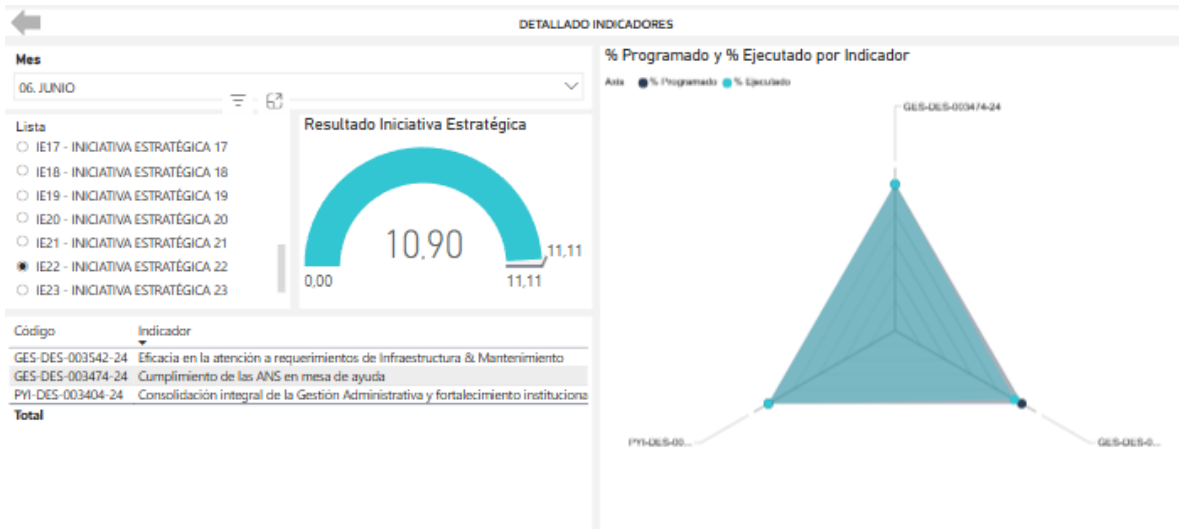 DETALLADO INDICADORES
Mes
06. JUNIO
Lista
IE17 - INICIATIVA ESTRATÉGICA 17
IE18 - INICIATIVA ESTRATÉGICA 18
IE19 - INICIATIVA ESTRATÉGICA 19
IE20 - INICIATIVA ESTRATÉGICA 20
IE21 - INICIATIVA ESTRATÉGICA 21
IE22 - INICIATIVA ESTRATÉGICA 22
IE23 - INICIATIVA ESTRATÉGICA 23
Resultado Iniciativa Estratégica
10,90
11,11
0,00
11,11
Código Indicador
GES-DES-003542-24 Eficacia en la atención a requerimientos de Infraestructura & Mantenimiento
GES-DES-003474-24 Cumplimiento de las ANS en mesa de ayuda
PYI-DES-003404-24 Consolidación integral de la Gestión Administrativa y fortalecimiento instituciona
Total
% Programado y % Ejecutado por Indicador
Axis % Programado % Ejecutado
GES-DES-003474-24
PYI-DES-00...
GES-DES-0...